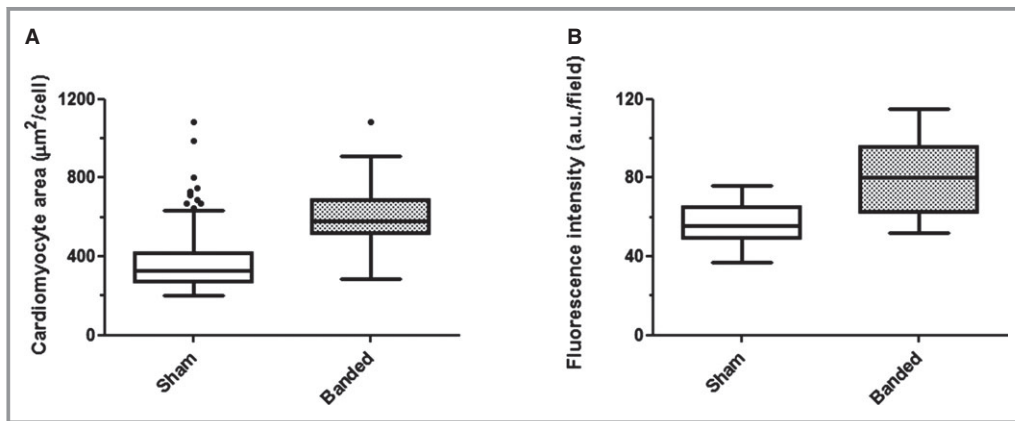 A
Cardiomyocyte area (μm²/cell)
1200
800
400
0
Sham
Banded
B
Fluorescence intensity (a.u./field)
120
80
40
0
Sham
Banded